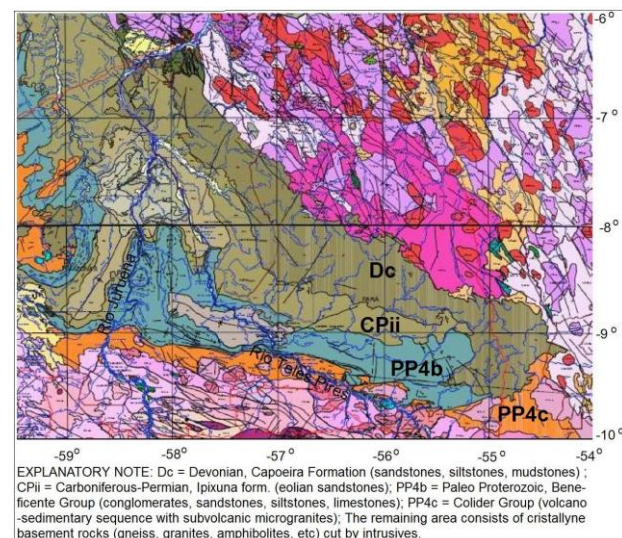 -6°
-7°
-8°
Dc
CPii
Rio Juruena
-9°
Rio Teles Pires
PP4b
PP4c
-10°
-59° -58° -57° -56° -55° -54°
EXPLANATORY NOTE: Dc = Devonian, Capoeira Formation (sandstones, siltstones, mudstones) ;
CPii = Carboniferous-Permian, Ipixuna form. (eolian sandstones); PP4b = Paleo Proterozoic, Bene-
ficente Group (conglomerates, sandstones, siltstones, limestones); PP4c = Colider Group (volcano
-sedimentary sequence with subvolcanic microgranites); The remaining area consists of cristallyne
basement rocks (gneiss, granites, amphibolites, etc) cut by intrusives.